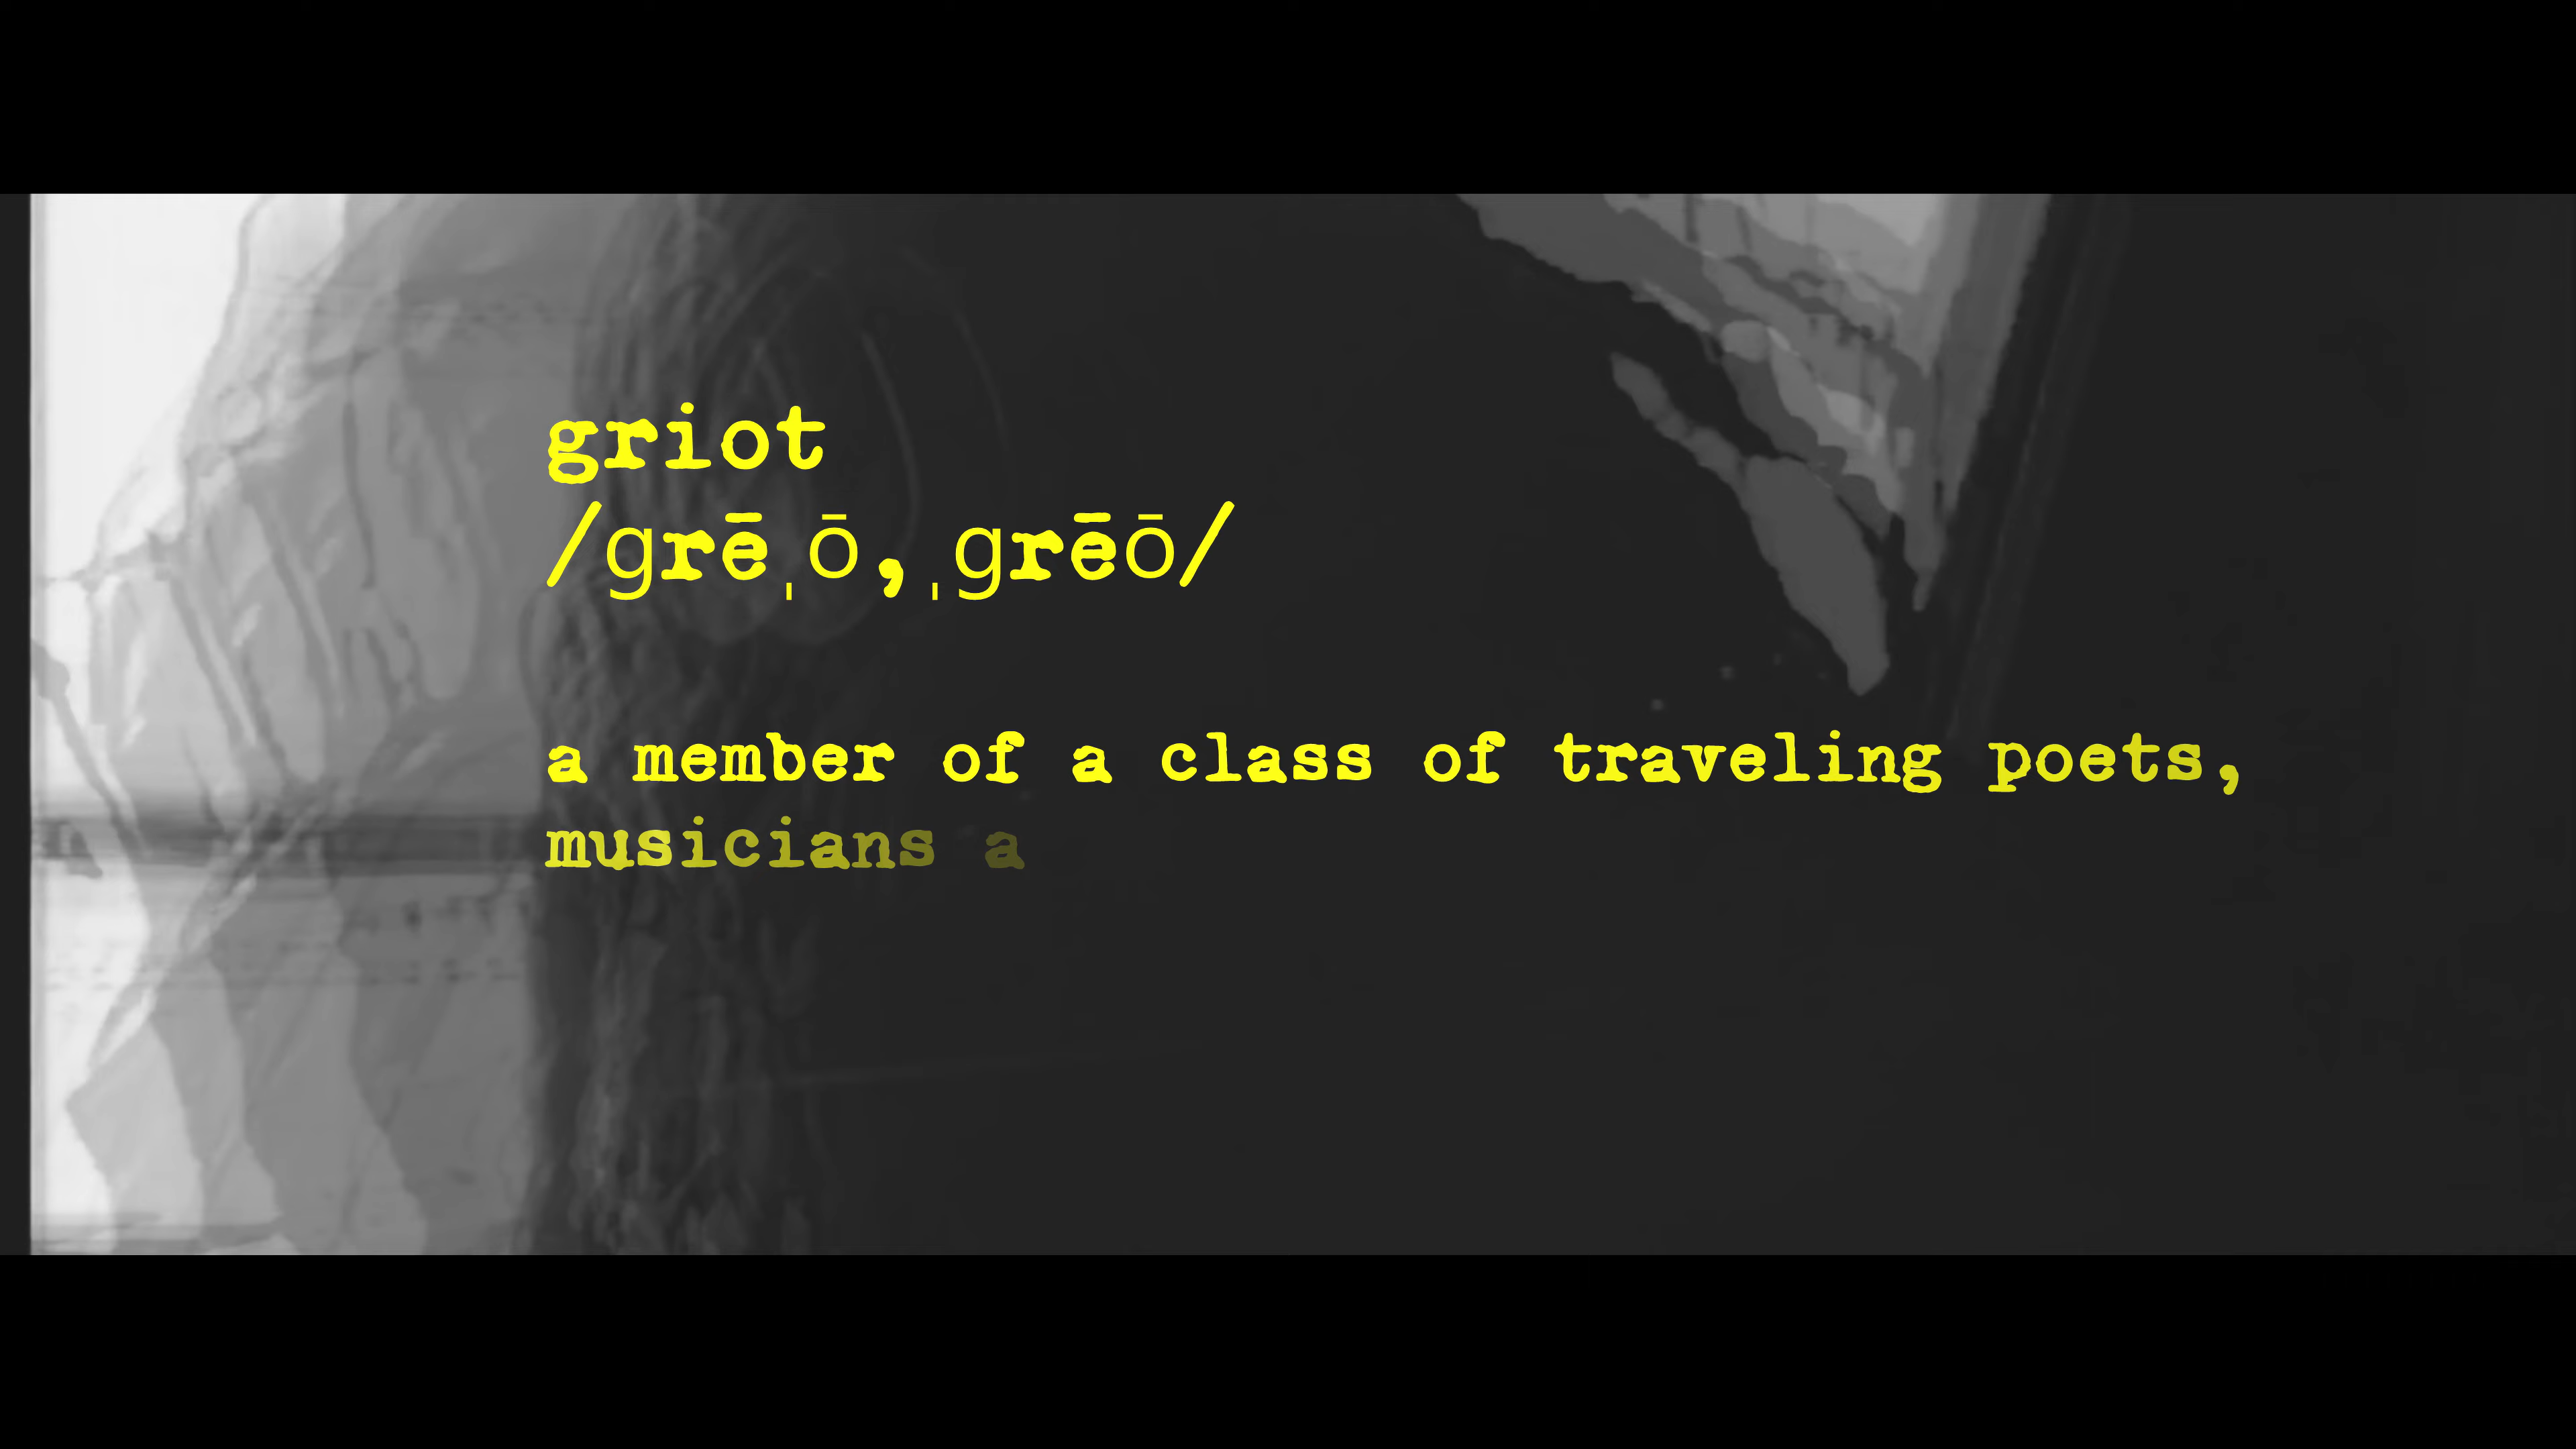 griot
/grēˌō,ˌgrēō/
a member of a class of traveling poets,
musicians a